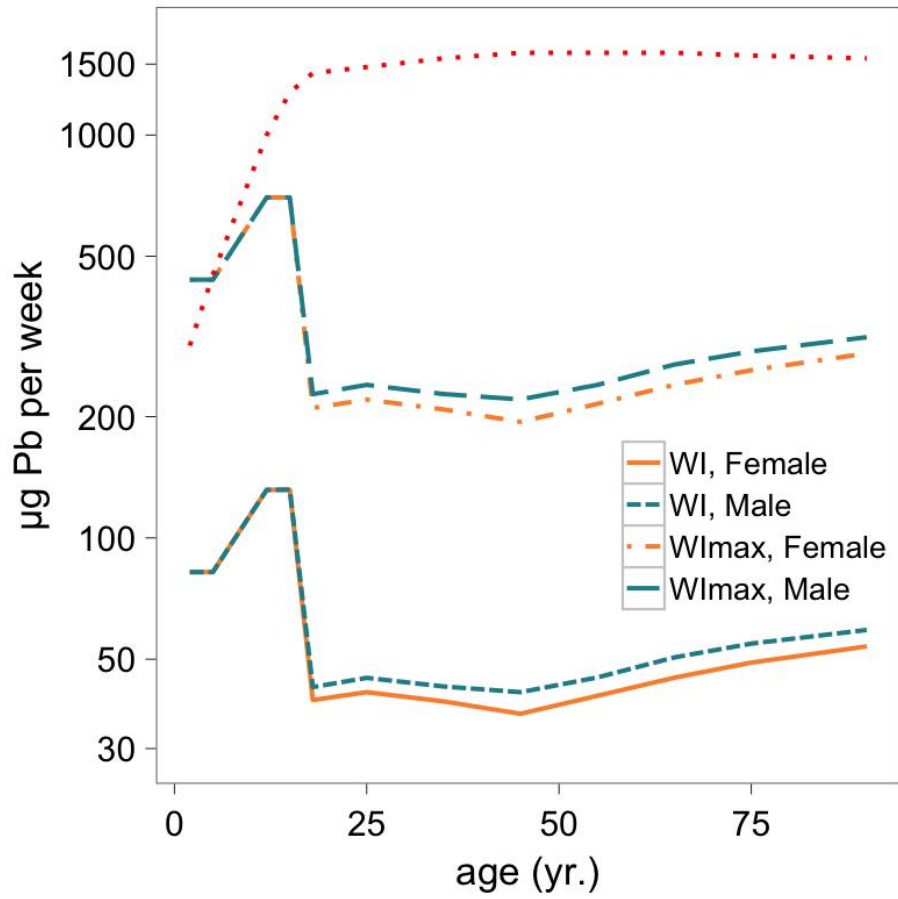 1500
1000
500
200
100
50
30
µg Pb per week
WI, Female
WI, Male
WImax, Female
WImax, Male
0 25 50 75
age (yr.)